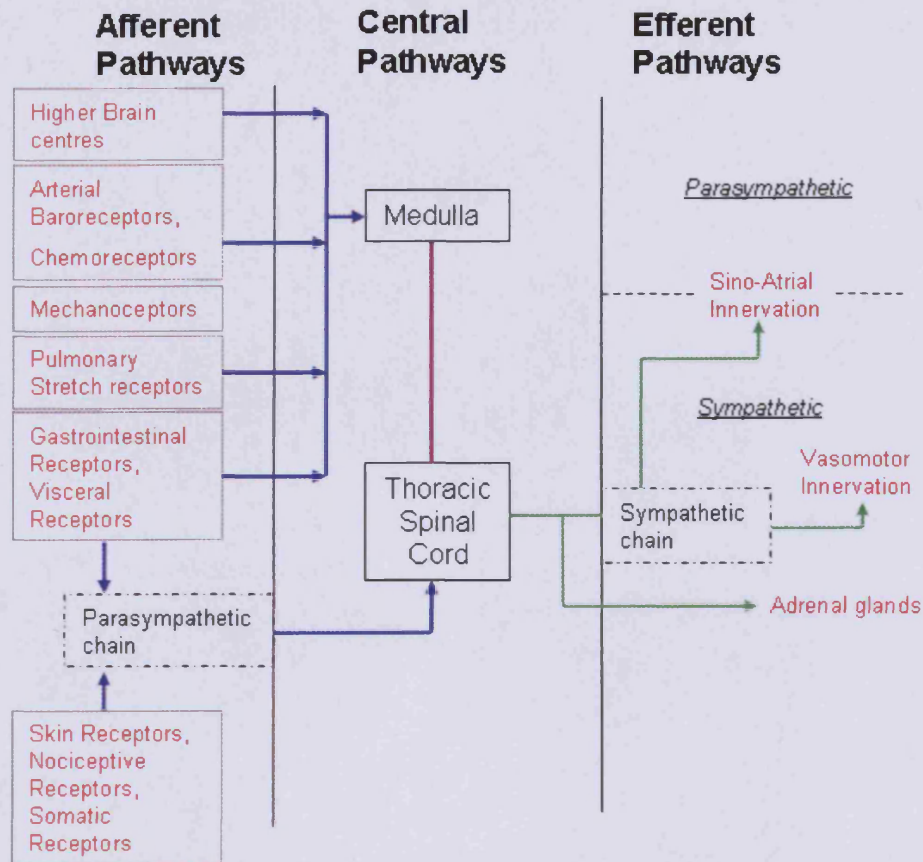 Afferent
Pathways
Central
Pathways
Efferent
Pathways
Higher Brain
centres
Arterial
Baroreceptors,
Chemoreceptors
Mechanoceptors
Pulmonary
Stretch receptors
Gastrointestinal
Receptors,
Visceral
Receptors
Parasympathetic
chain
Skin Receptors,
Nociceptive
Receptors,
Somatic
Receptors
Medulla
Thoracic
Spinal
Cord
Parasympathetic
Sino-Atrial
Innervation
Sympathetic
Vasomotor
Innervation
Sympathetic
chain
Adrenal glands